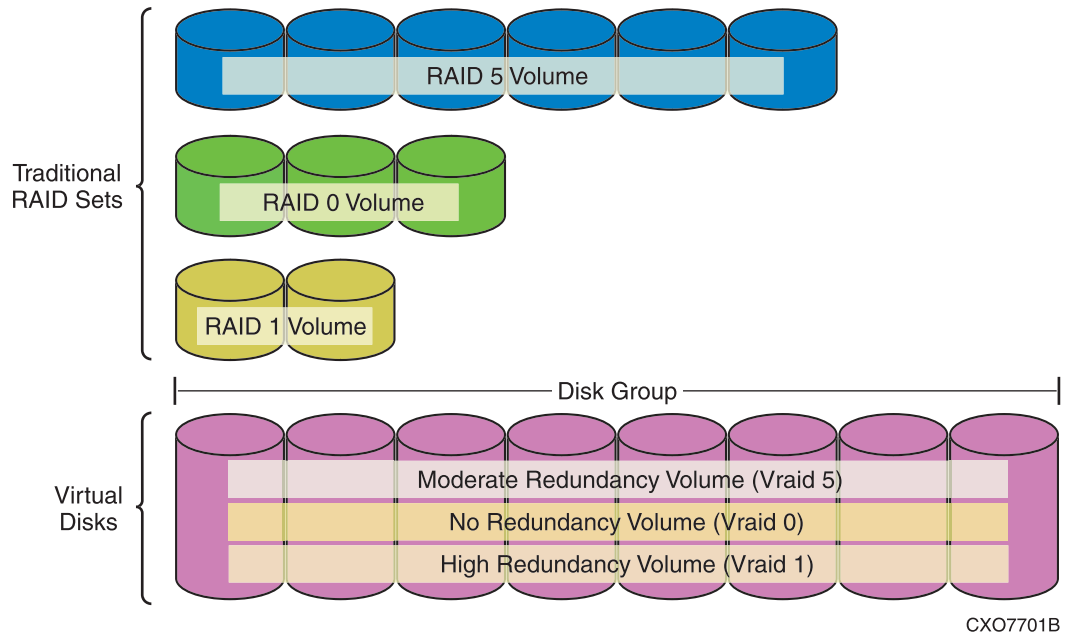 RAID 5 Volume
Traditional
RAID Sets
RAID 0 Volume
RAID 1 Volume
Disk Group
Virtual
Disks
Moderate Redundancy Volume (Vraid 5)
No Redundancy Volume (Vraid 0)
High Redundancy Volume (Vraid 1)
CXO7701B